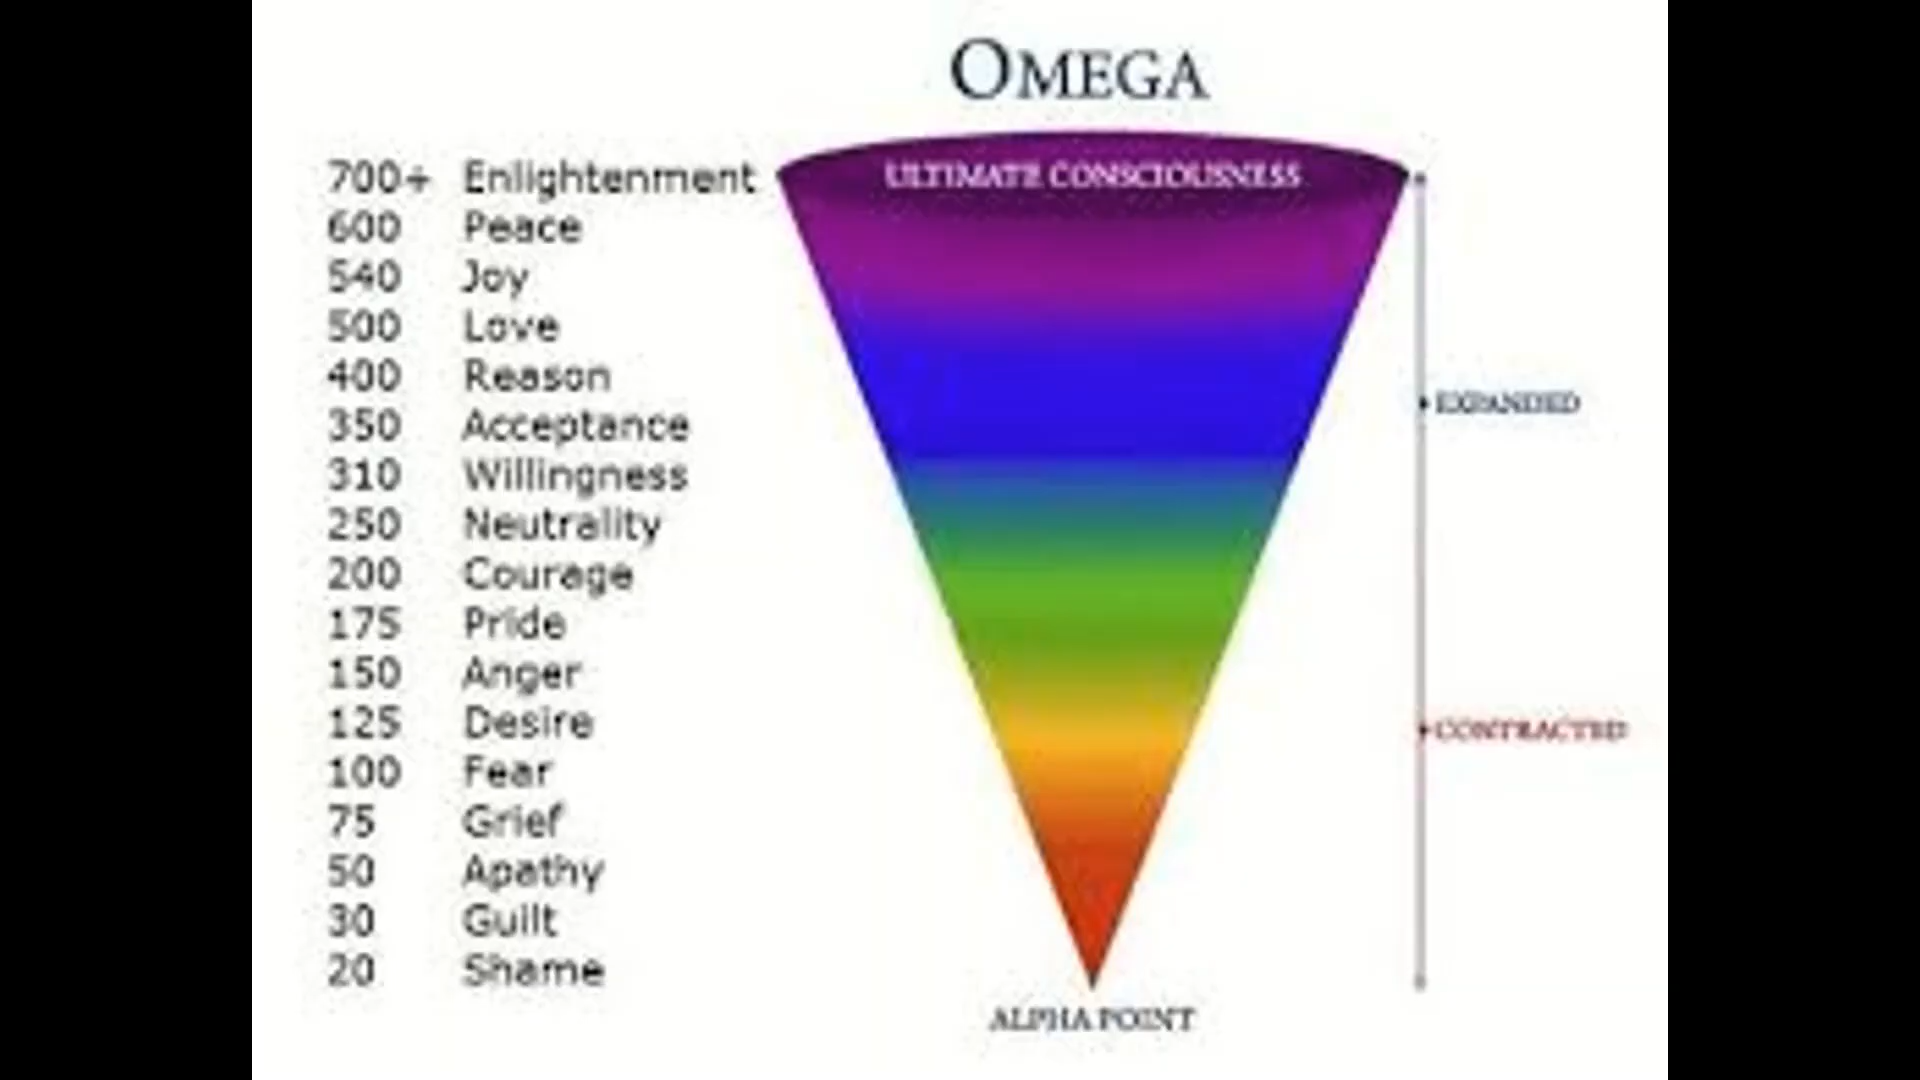 OMEGA
ULTIMATE CONSCIOUSNESS
700+ Enlightenment
600 Peace
540 Joy
500 Love
400 Reason
350 Acceptance
310 Willingness
250 Neutrality
200 Courage
175 Pride
150 Anger
125 Desire
100 Fear
75 Grief
50 Apathy
30 Guilt
20 Shame
EXPANDED
CONTRACTED
ALPHA POINT